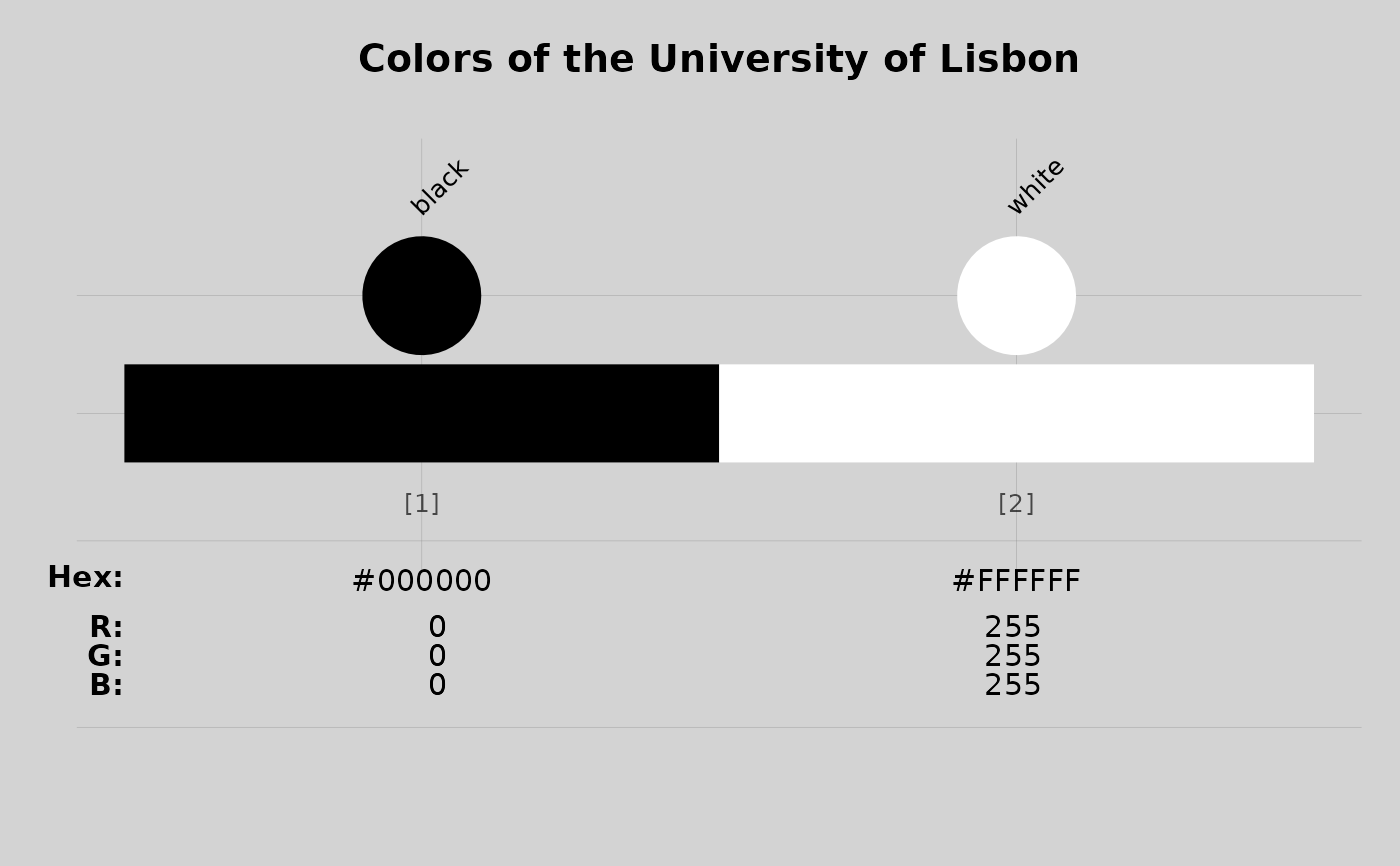 Colors of the University of Lisbon
black white
[1] [2]
Hex: #000000 #FFFFFF
R: 0 255
G: 0 255
B: 0 255